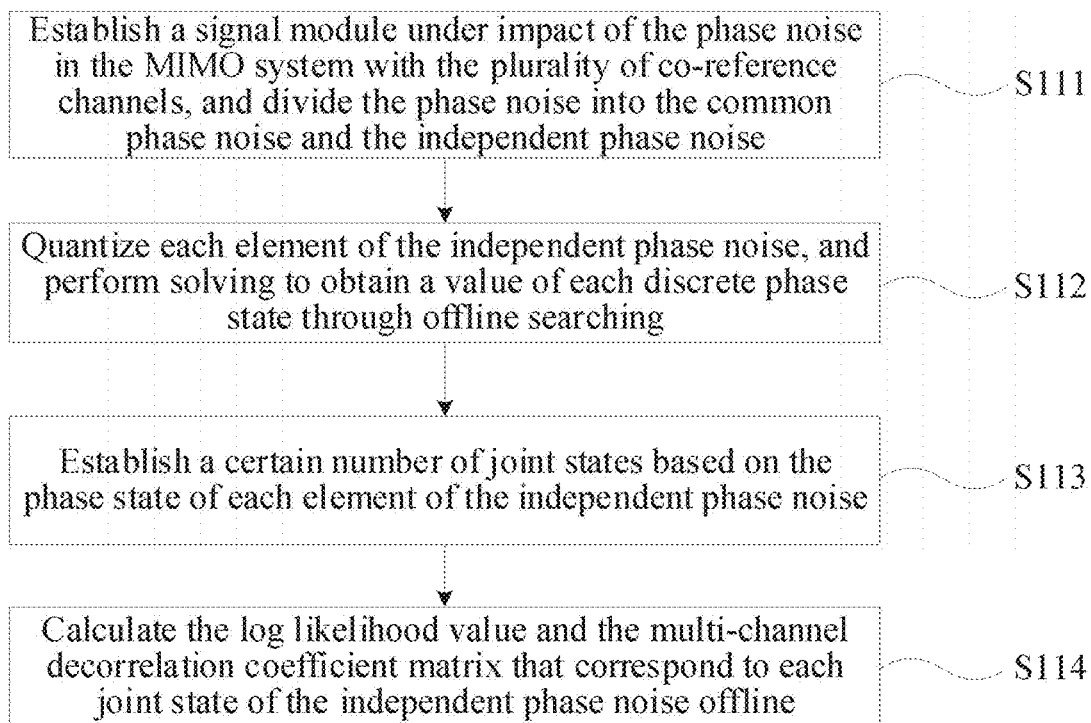 Establish a signal module under impact of the phase noise
in the MIMO system with the plurality of co-reference
channels, and divide the phase noise into the common
phase noise and the independent phase noise
S111
Quantize each element of the independent phase noise, and
perform solving to obtain a value of each discrete phase
state through offline searching
S112
Establish a certain number of joint states based on the
phase state of each element of the independent phase noise
S113
Calculate the log likelihood value and the multi-channel
decorrelation coefficient matrix that correspond to each
joint state of the independent phase noise offline
S114